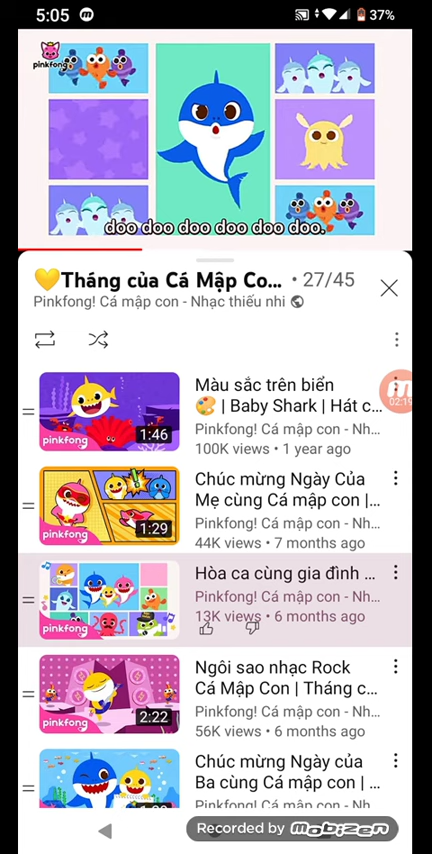 5:05
37%
pinkfong
doo doo doo doo doo doo.
💛Tháng của Cá Mập Co... • 27/45
Pinkfong! Cá mập con - Nhạc thiếu nhi
Màu sắc trên biển
🎨 | Baby Shark | Hát c...
Pinkfong! Cá mập con - Nh...
100K views • 1 year ago
pinkfong
1:46
02:19
Chúc mừng Ngày Của
Mẹ cùng Cá mập con |...
Pinkfong! Cá mập con - Nh...
44K views • 7 months ago
pinkfong
1:29
Hòa ca cùng gia đình ...
Pinkfong! Cá mập con - Nh...
13K views • 6 months ago
pinkfong
Ngôi sao nhạc Rock
Cá Mập Con | Tháng c...
Pinkfong! Cá mập con - Nh...
56K views • 6 months ago
pinkfong
2:22
Chúc mừng Ngày của
Ba cùng Cá mập con | ...
Pinkfong! Cá mập con - Nh...
Recorded by mobizen